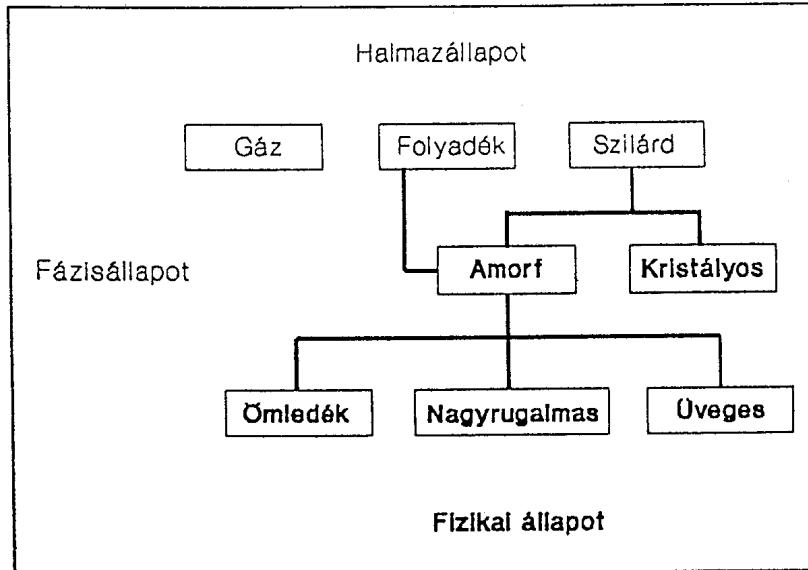 Halmazállapot
Gáz Folyadék Szilárd
Fázisállapot Amorf Kristályos
Ömledék Nagyrugalmas Üveges
Fizikai állapot